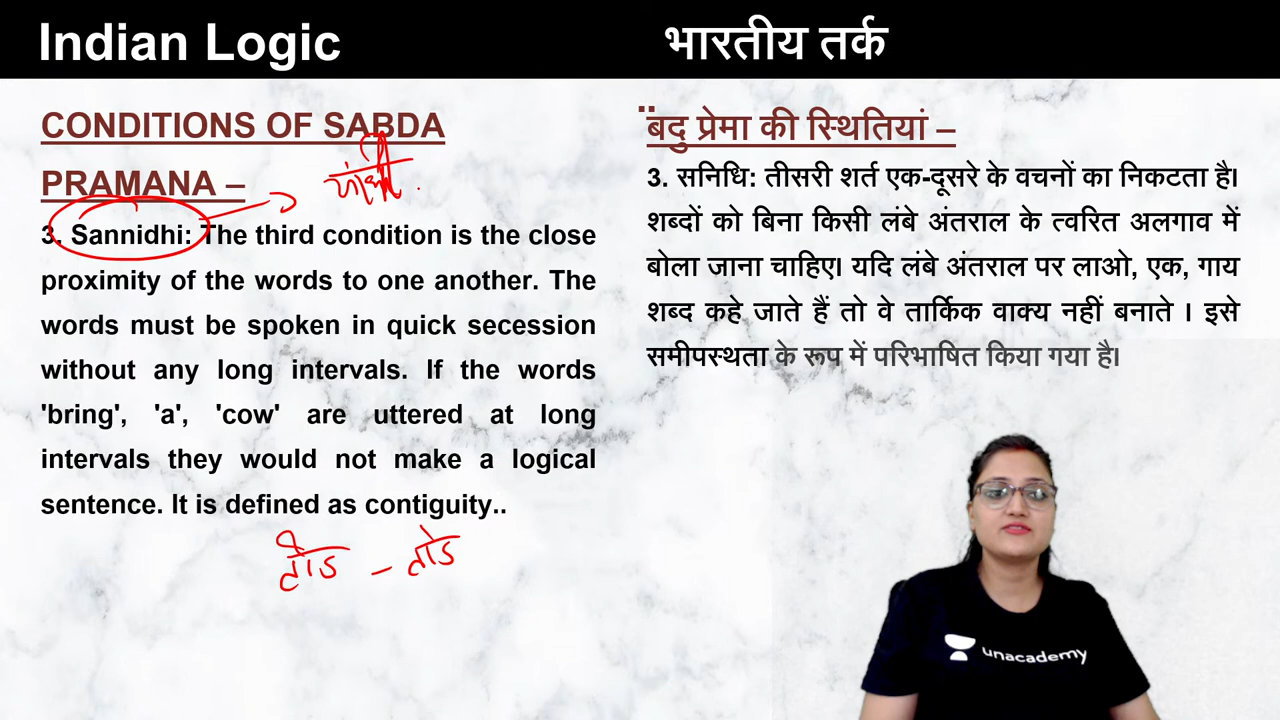 Indian Logic
भारतीय तर्क
CONDITIONS OF SABDA
PRAMANA –
3. Sannidhi: The third condition is the close
proximity of the words to one another. The
words must be spoken in quick secession
without any long intervals. If the words
'bring', 'a', 'cow' are uttered at long
intervals they would not make a logical
sentence. It is defined as contiguity..
तोड – तोड
¨बदु प्रेमा की स्थितियां –
3. सनिधि: तीसरी शर्त एक-दूसरे के वचनों का निकटता है।
शब्दों को बिना किसी लंबे अंतराल के त्वरित अलगाव में
बोला जाना चाहिए। यदि लंबे अंतराल पर लाओ, एक, गाय
शब्द कहे जाते हैं तो वे तार्किक वाक्य नहीं बनाते । इसे
समीपस्थता के रूप में परिभाषित किया गया है।
unacademy